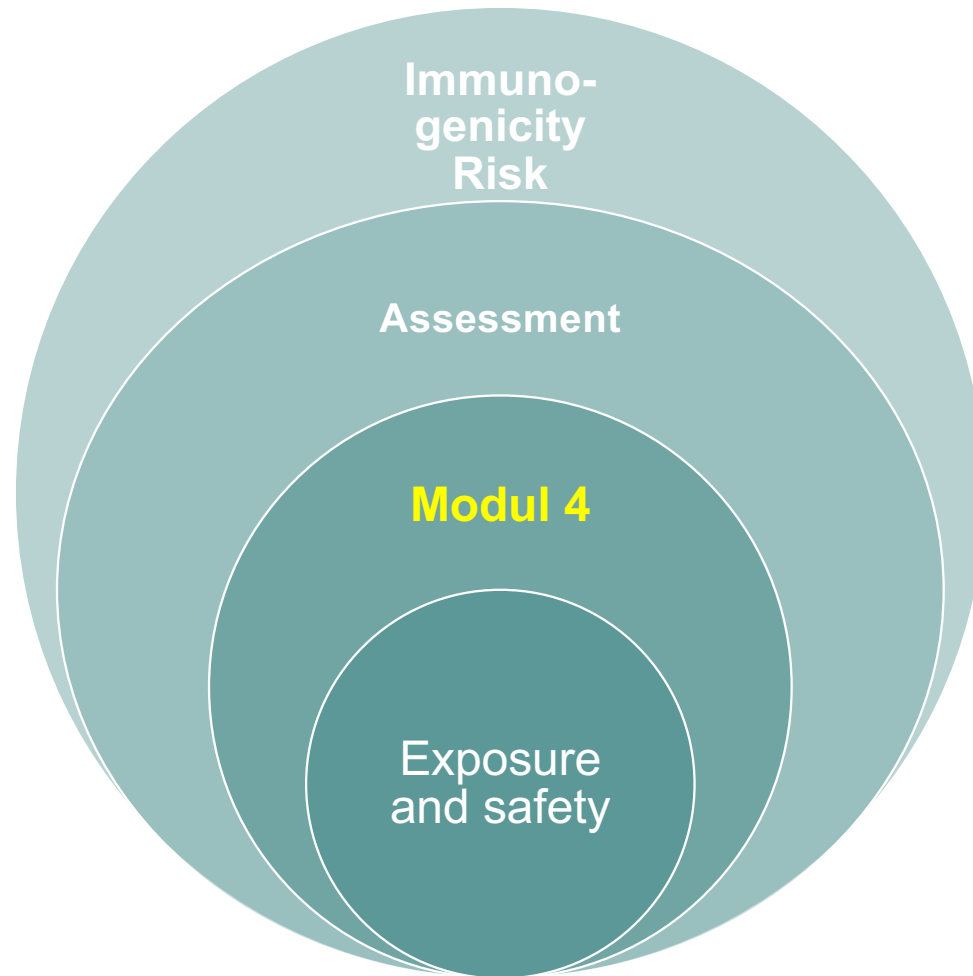 Immuno-
genicity
Risk
Assessment
Modul 4
Exposure
and safety